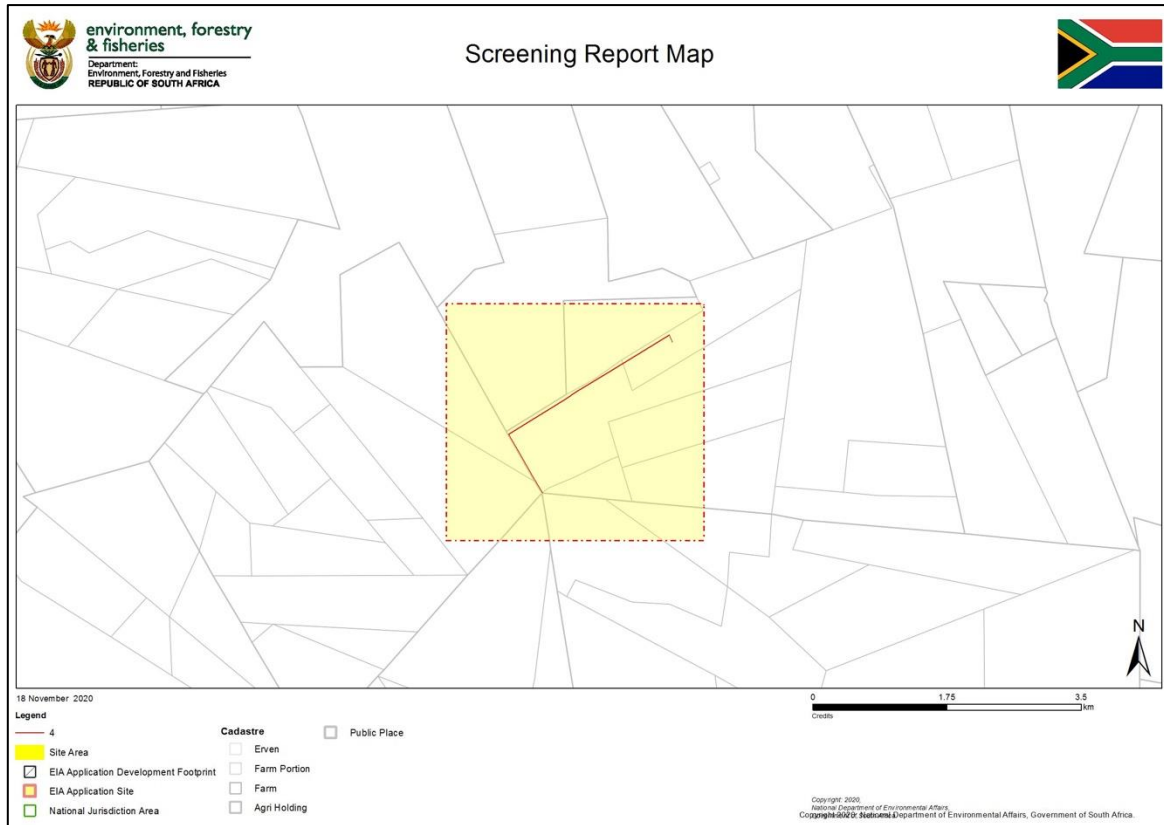 environment, forestry
& fisheries
Department:
Environment, Forestry and Fisheries
REPUBLIC OF SOUTH AFRICA
Screening Report Map
N
18 November 2020
0 1.75 3.5
km
Credits
Legend
4
Site Area
EIA Application Development Footprint
EIA Application Site
National Jurisdiction Area
Cadastre
Erven
Farm Portion
Farm
Agri Holding
Public Place
Copyright: 2020,
National Department of Environmental Affairs,
National Department of Environmental Affairs, Government of South Africa.